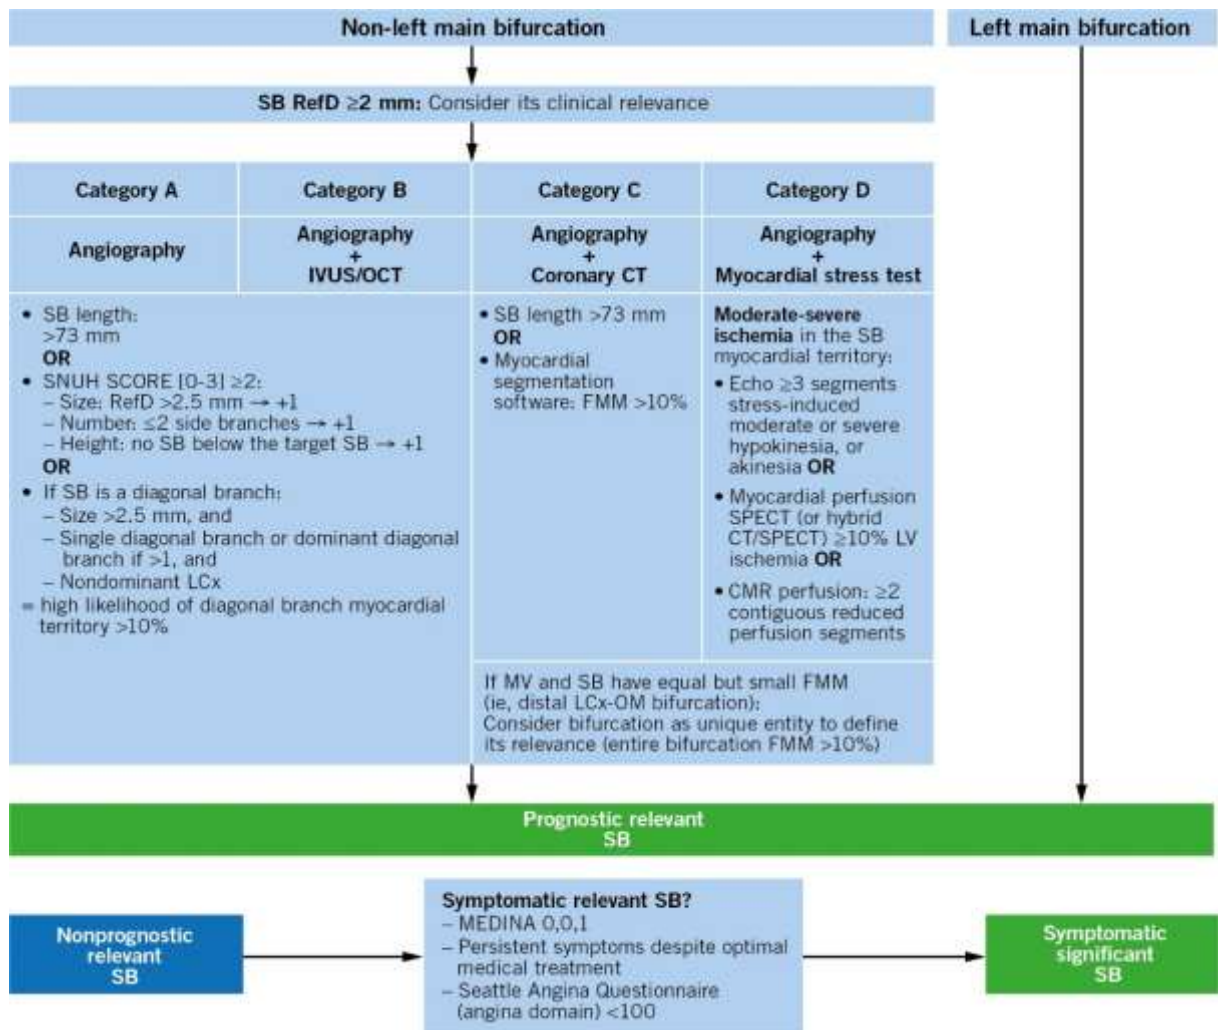 Non-left main bifurcation
Left main bifurcation
SB RefD ≥2 mm: Consider its clinical relevance
Category A
Category B
Category C
Category D
Angiography
Angiography
+
IVUS/OCT
Angiography
+
Coronary CT
Angiography
+
Myocardial stress test
• SB length:
>73 mm
OR
• SNUH SCORE [0-3] ≥2:
– Size: RefD >2.5 mm → +1
– Number: ≤2 side branches → +1
– Height: no SB below the target SB → +1
OR
• If SB is a diagonal branch:
– Size >2.5 mm, and
– Single diagonal branch or dominant diagonal
branch if >1, and
– Nondominant LCx
= high likelihood of diagonal branch myocardial
territory >10%
• SB length >73 mm
OR
• Myocardial
segmentation
software: FMM >10%
Moderate-severe
ischemia in the SB
myocardial territory:
• Echo ≥3 segments
stress-induced
moderate or severe
hypokinesia, or
akinesia OR
• Myocardial perfusion
SPECT (or hybrid
CT/SPECT) ≥10% LV
ischemia OR
• CMR perfusion: ≥2
contiguous reduced
perfusion segments
If MV and SB have equal but small FMM
(ie, distal LCx-OM bifurcation):
Consider bifurcation as unique entity to define
its relevance (entire bifurcation FMM >10%)
Prognostic relevant
SB
Nonprognostic
relevant
SB
Symptomatic relevant SB?
– MEDINA 0,0,1
– Persistent symptoms despite optimal
medical treatment
– Seattle Angina Questionnaire
(angina domain) <100
Symptomatic
significant
SB